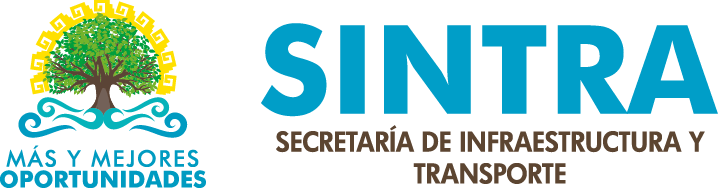 MÁS Y MEJORES
OPORTUNIDADES
SINTRA
SECRETARÍA DE INFRAESTRUCTURA Y
TRANSPORTE